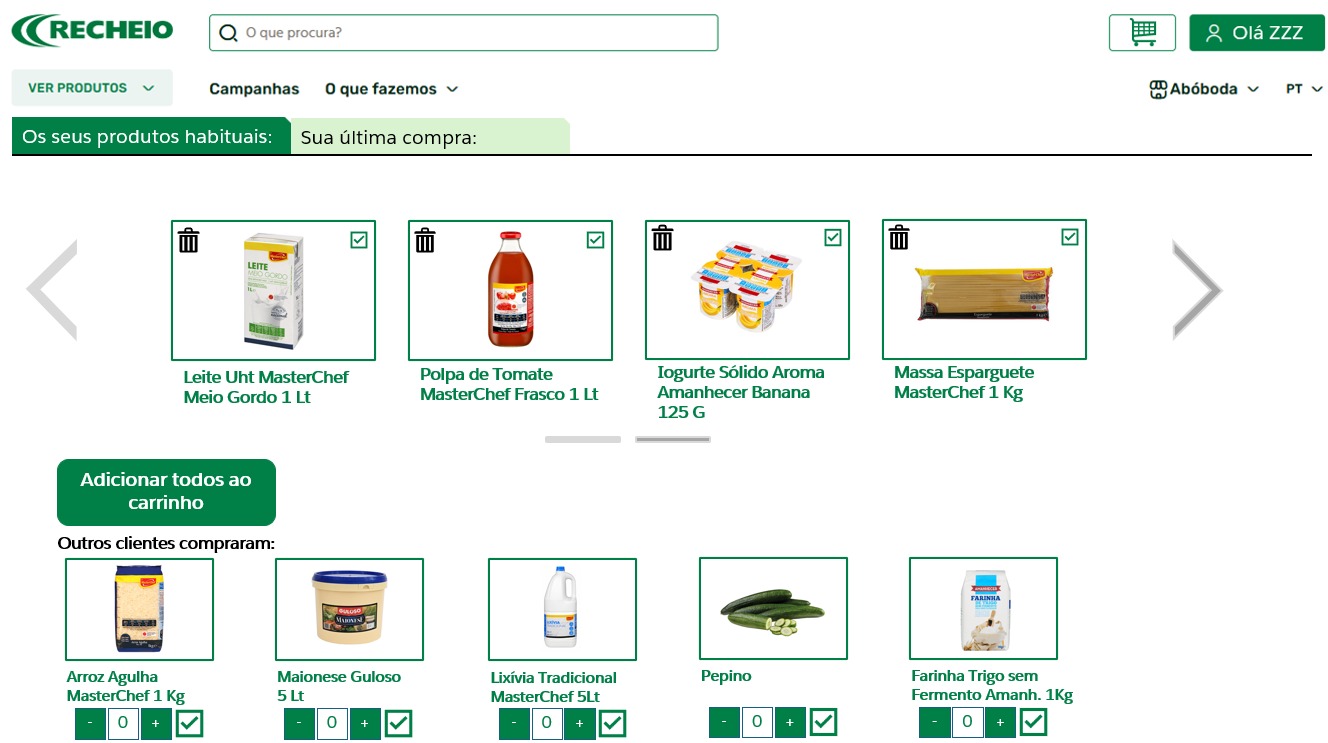 RECHEIO
O que procura?
Olá ZZZ
VER PRODUTOS
Campanhas
O que fazemos
Abóboda
PT
Os seus produtos habituais:
Sua última compra:
LEITE
MEIO GORDO
Leite Uht MasterChef
Meio Gordo 1 Lt
Polpa de Tomate
MasterChef Frasco 1 Lt
Iogurte Sólido Aroma
Amanhecer Banana
125 G
Massa Esparguete
MasterChef 1 Kg
Adicionar todos ao
carrinho
Outros clientes compraram:
GULOSO
MAIONESE
LIXÍVIA
AMANHECER
FARINHA
Arroz Agulha
MasterChef 1 Kg
Maionese Guloso
5 Lt
Lixívia Tradicional
MasterChef 5Lt
Pepino
Farinha Trigo sem
Fermento Amanh. 1Kg
- 0 +
- 0 +
- 0 +
- 0 +
- 0 +